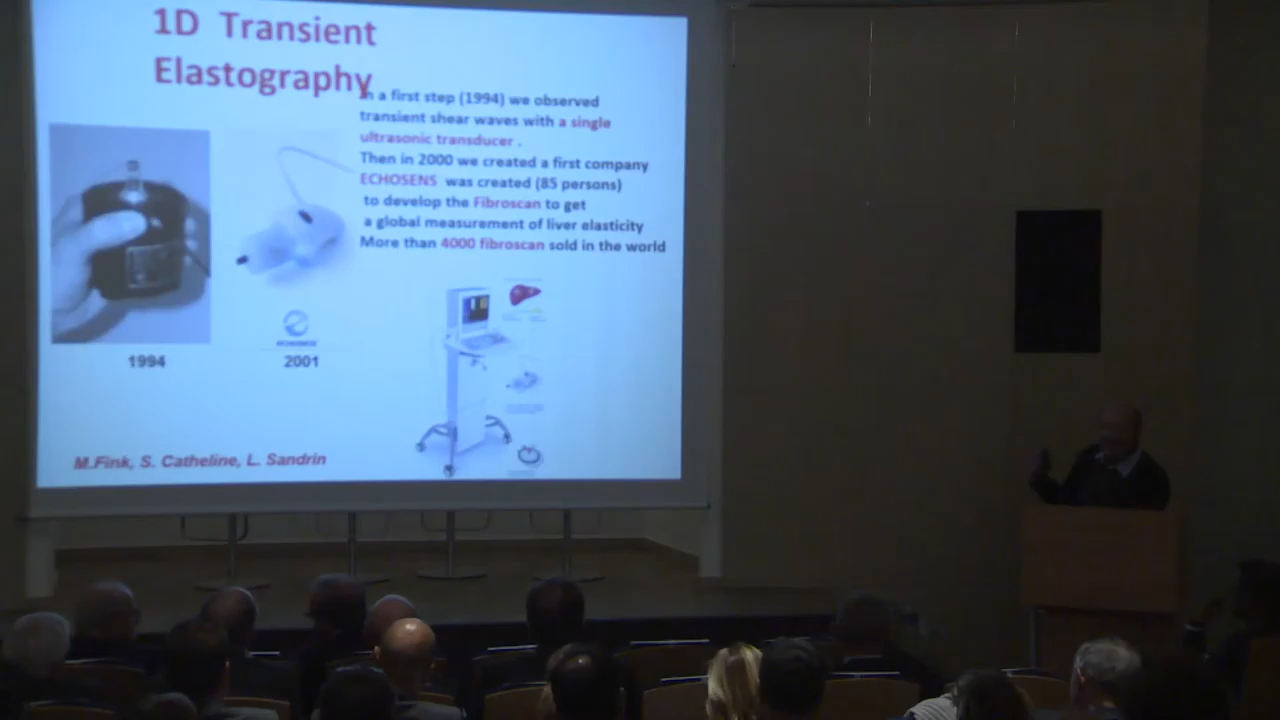 1D Transient
Elastography
In a first step (1994) we observed
transient shear waves with a single
ultrasonic transducer .
Then in 2000 we created a first company
ECHOSENS was created (85 persons)
to develop the Fibroscan to get
a global measurement of liver elasticity
More than 4000 fibroscan sold in the world
1994
2001
M.Fink, S. Catheline, L. Sandrin